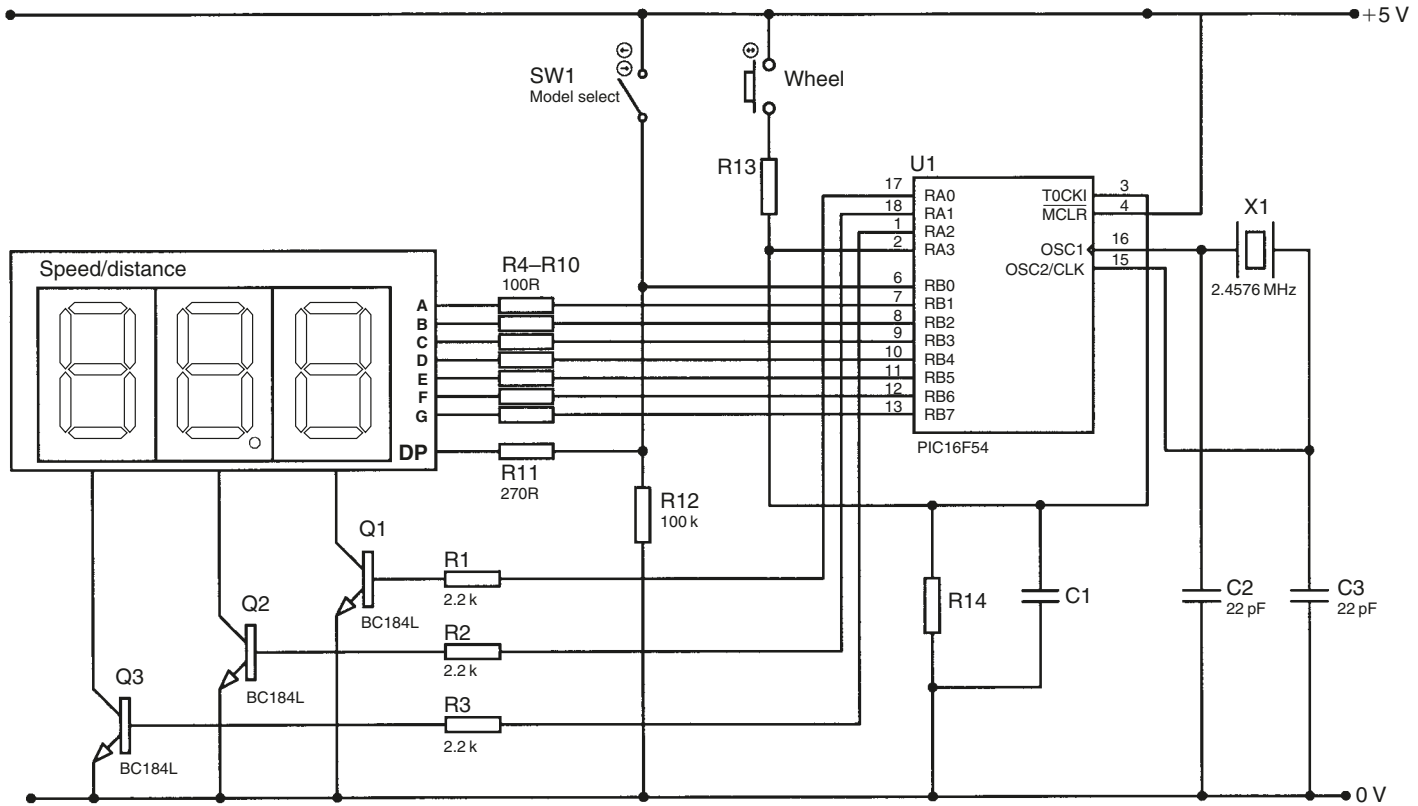 +5 V
SW1
Model select
Wheel
R13
U1
17
RA0
18
RA1
1
RA2
2
RA3
6
RB0
7
RB1
8
RB2
9
RB3
10
RB4
11
RB5
12
RB6
13
RB7
T0CKI
3
MCLR
4
OSC1
16
OSC2/CLK
15
PIC16F54
X1
2.4576 MHz
Speed/distance
A
B
C
D
E
F
G
DP
R4–R10
100R
R11
270R
R12
100 k
Q1
BC184L
R1
2.2 k
Q2
BC184L
R2
2.2 k
Q3
BC184L
R3
2.2 k
R14
C1
C2
22 pF
C3
22 pF
0 V